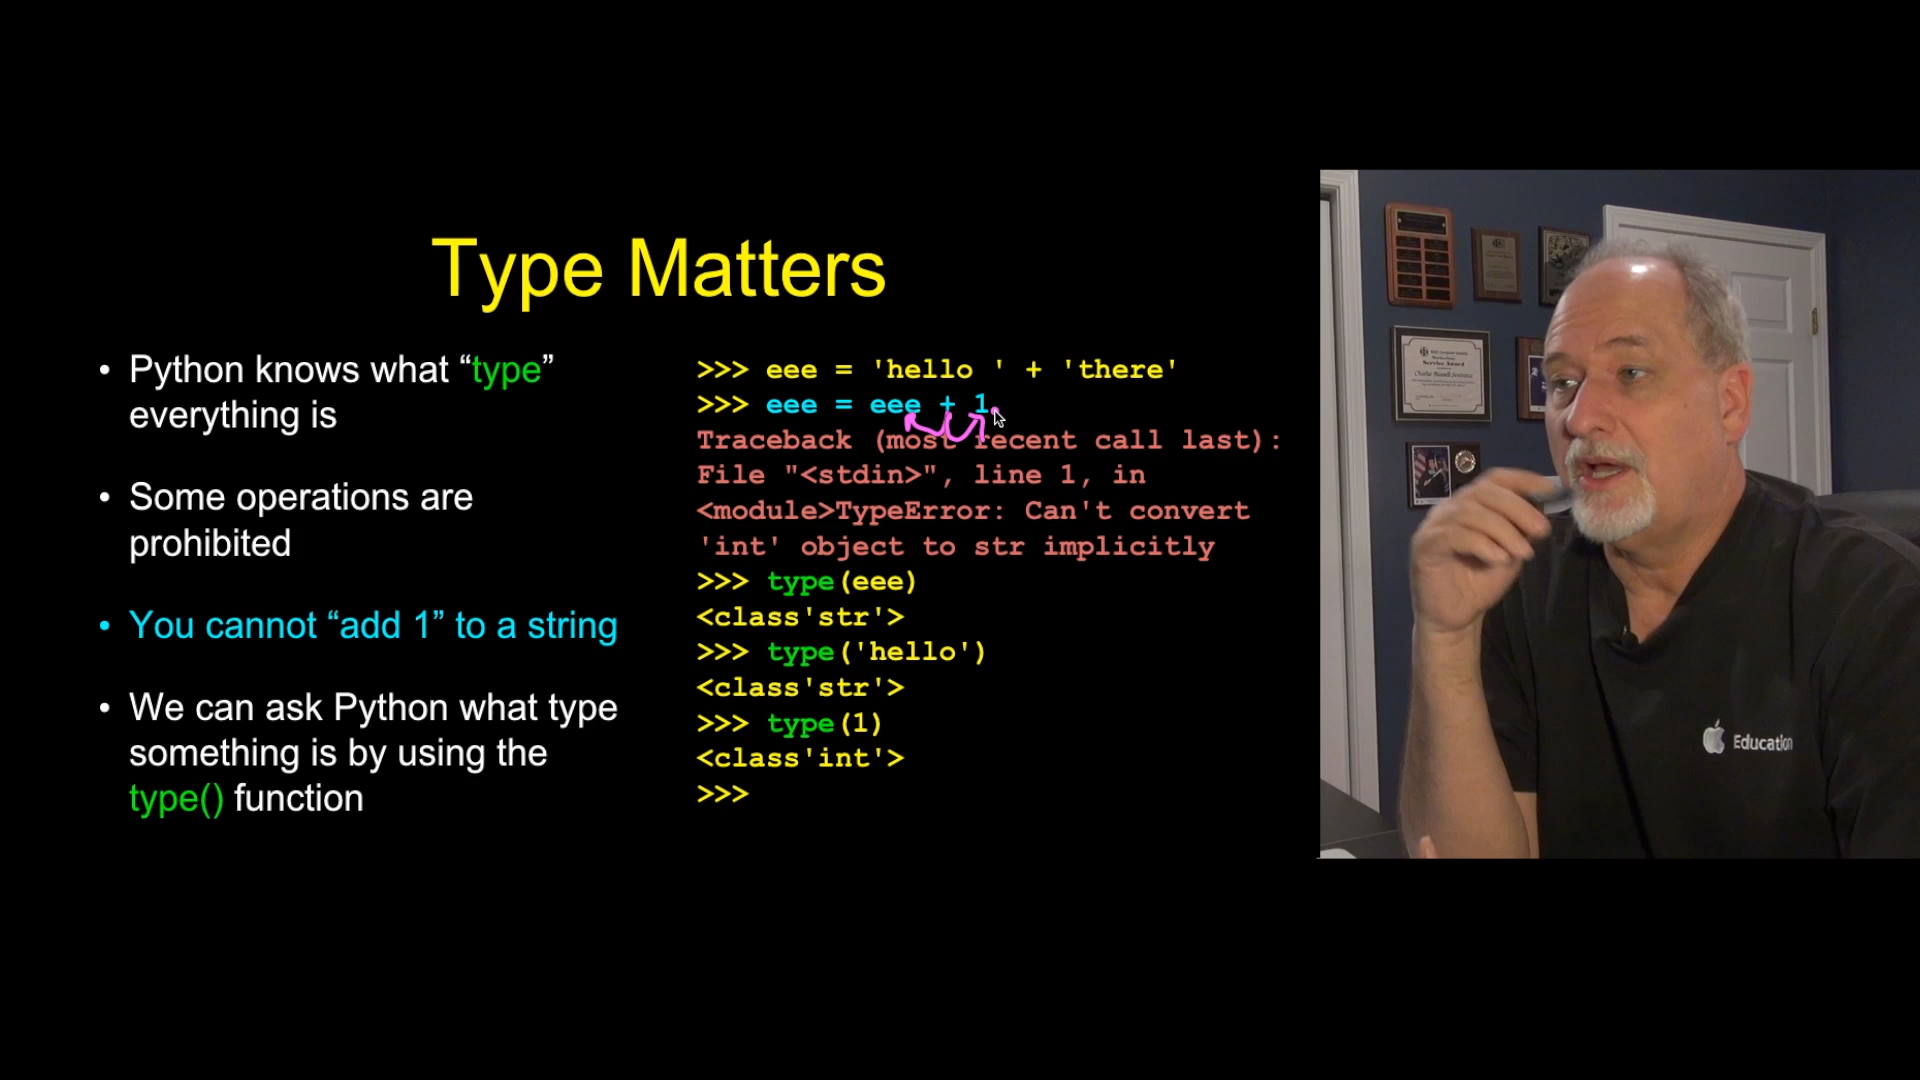 Type Matters
• Python knows what “type”
everything is
• Some operations are
prohibited
• You cannot “add 1” to a string
• We can ask Python what type
something is by using the
type() function
>>> eee = 'hello ' + 'there'
>>> eee = eee + 1
Traceback (most recent call last):
File "<stdin>", line 1, in
<module>TypeError: Can't convert
'int' object to str implicitly
>>> type(eee)
<class'str'>
>>> type('hello')
<class'str'>
>>> type(1)
<class'int'>
>>>
Service Award
Education